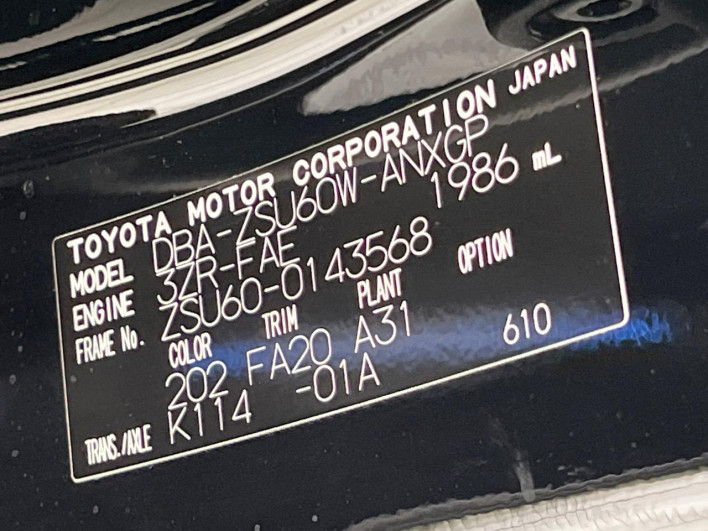 TOYOTA MOTOR CORPORATION JAPAN
MODEL DBA-ZSU60W-ANXGP
ENGINE 3ZR-FAE 1986 mL
FRAME No. ZSU60-0143568
COLOR TRIM PLANT OPTION
202 FA20 A31 610
TRANS./AXLE K114 -01A